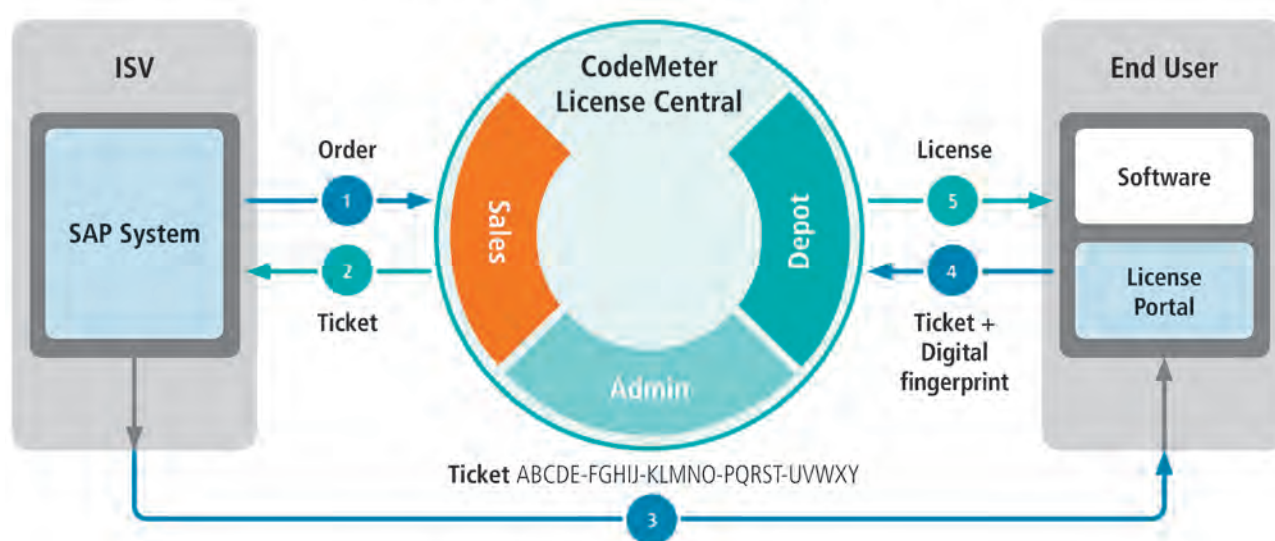 ISV
SAP System
Order
1
2
Ticket
CodeMeter
License Central
Sales
Depot
Admin
License
5
4
Ticket +
Digital
fingerprint
End User
Software
License
Portal
Ticket ABCDE-FGHIJ-KLMNO-PQRST-UVWXY
3